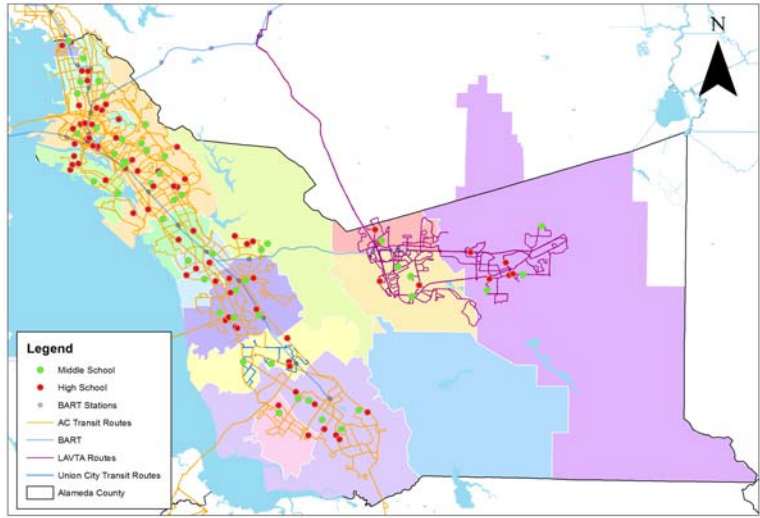 N
Legend
Middle School
High School
BART Stations
AC Transit Routes
BART
LAVTA Routes
Union City Transit Routes
Alameda County